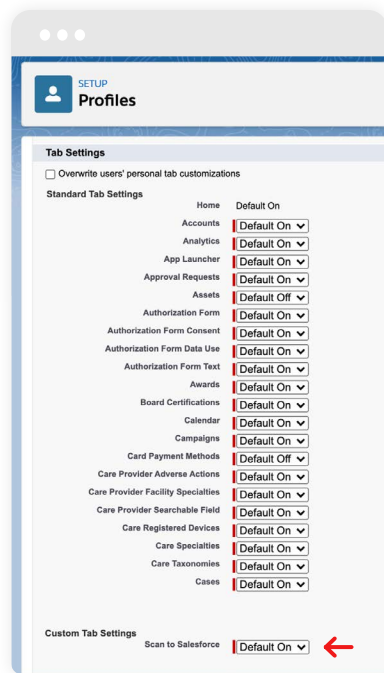 SETUP
Profiles
Tab Settings
Overwrite users' personal tab customizations
Standard Tab Settings
Home Default On
Accounts Default On
Analytics Default On
App Launcher Default On
Approval Requests Default On
Assets Default Off
Authorization Form Default On
Authorization Form Consent Default On
Authorization Form Data Use Default On
Authorization Form Text Default On
Awards Default On
Board Certifications Default On
Calendar Default On
Campaigns Default On
Card Payment Methods Default Off
Care Provider Adverse Actions Default On
Care Provider Facility Specialties Default On
Care Provider Searchable Field Default On
Care Registered Devices Default On
Care Specialties Default On
Care Taxonomies Default On
Cases Default On
Custom Tab Settings
Scan to Salesforce Default On